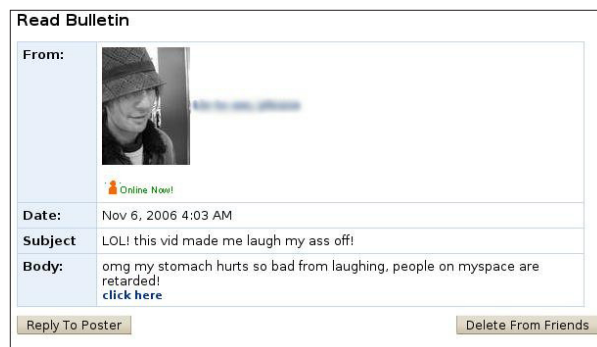 Read Bulletin
From:
Online Now!
Date: Nov 6, 2006 4:03 AM
Subject LOL! this vid made me laugh my ass off!
Body: omg my stomach hurts so bad from laughing, people on myspace are
retarded!
click here
Reply To Poster Delete From Friends